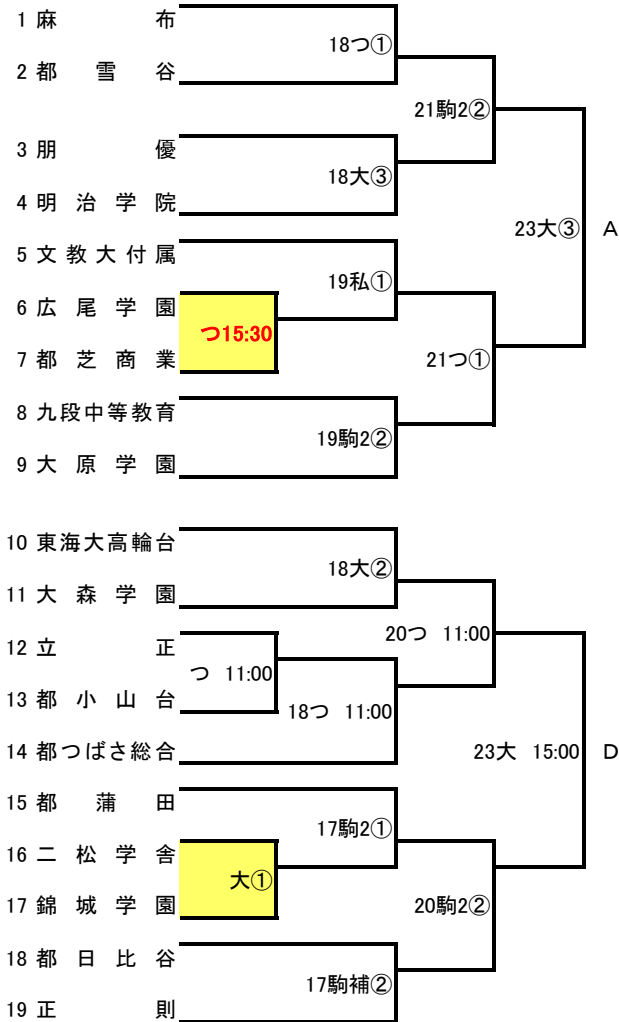 1 麻布
18つ①
2 都雪谷
21駒2②
3 朋優
18大③
4 明治学院
23大③ A
5 文教大付属
19私①
6 広尾学園
つ15:30
7 都芝商業
21つ①
8 九段中等教育
19駒2②
9 大原学園
10 東海大高輪台
18大②
11 大森学園
20つ 11:00
12 立正
つ 11:00
13 都小山台
18つ 11:00
14 都つばさ総合
23大 15:00 D
15 都蒲田
17駒2①
16 二松学舎
大①
17 錦城学園
20駒2②
18 都日比谷
17駒補②
19 正則